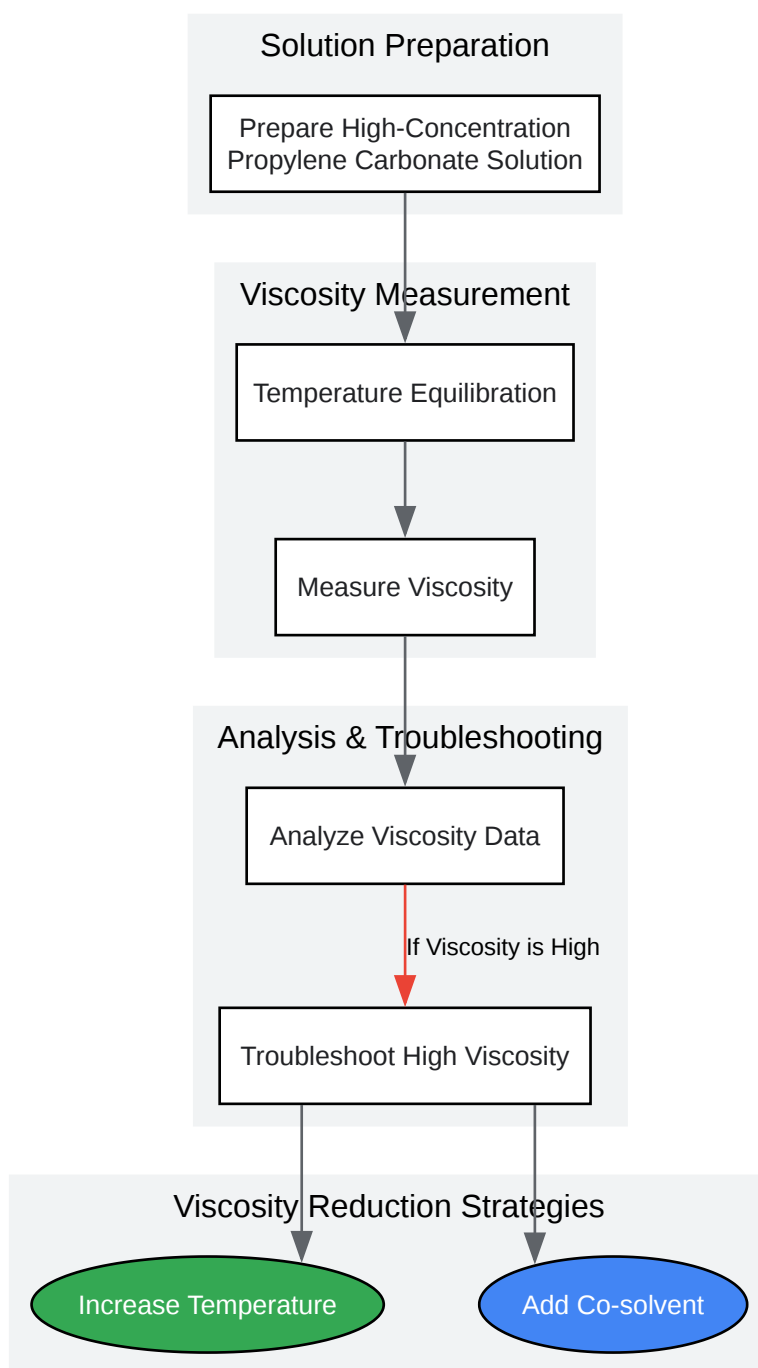 Solution Preparation
Prepare High-Concentration
Propylene Carbonate Solution
Viscosity Measurement
Temperature Equilibration
Measure Viscosity
Analysis & Troubleshooting
Analyze Viscosity Data
If Viscosity is High
Troubleshoot High Viscosity
Viscosity Reduction Strategies
Increase Temperature
Add Co-solvent